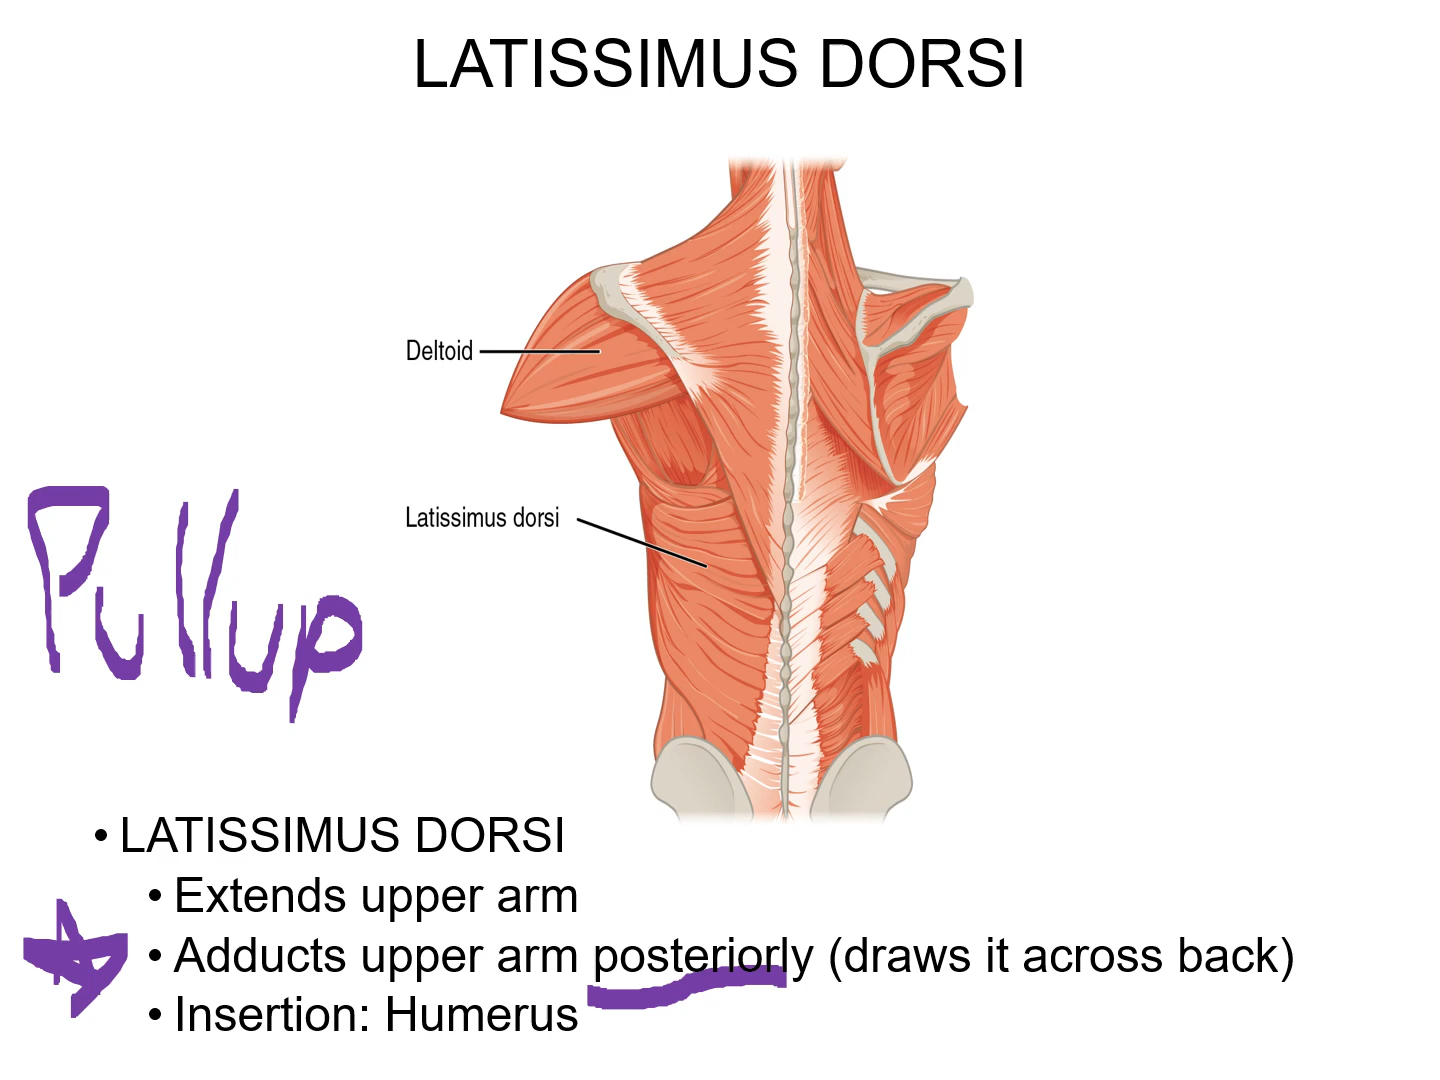 LATISSIMUS DORSI
Deltoid
Latissimus dorsi
Pullup
• LATISSIMUS DORSI
• Extends upper arm
• Adducts upper arm posteriorly (draws it across back)
• Insertion: Humerus